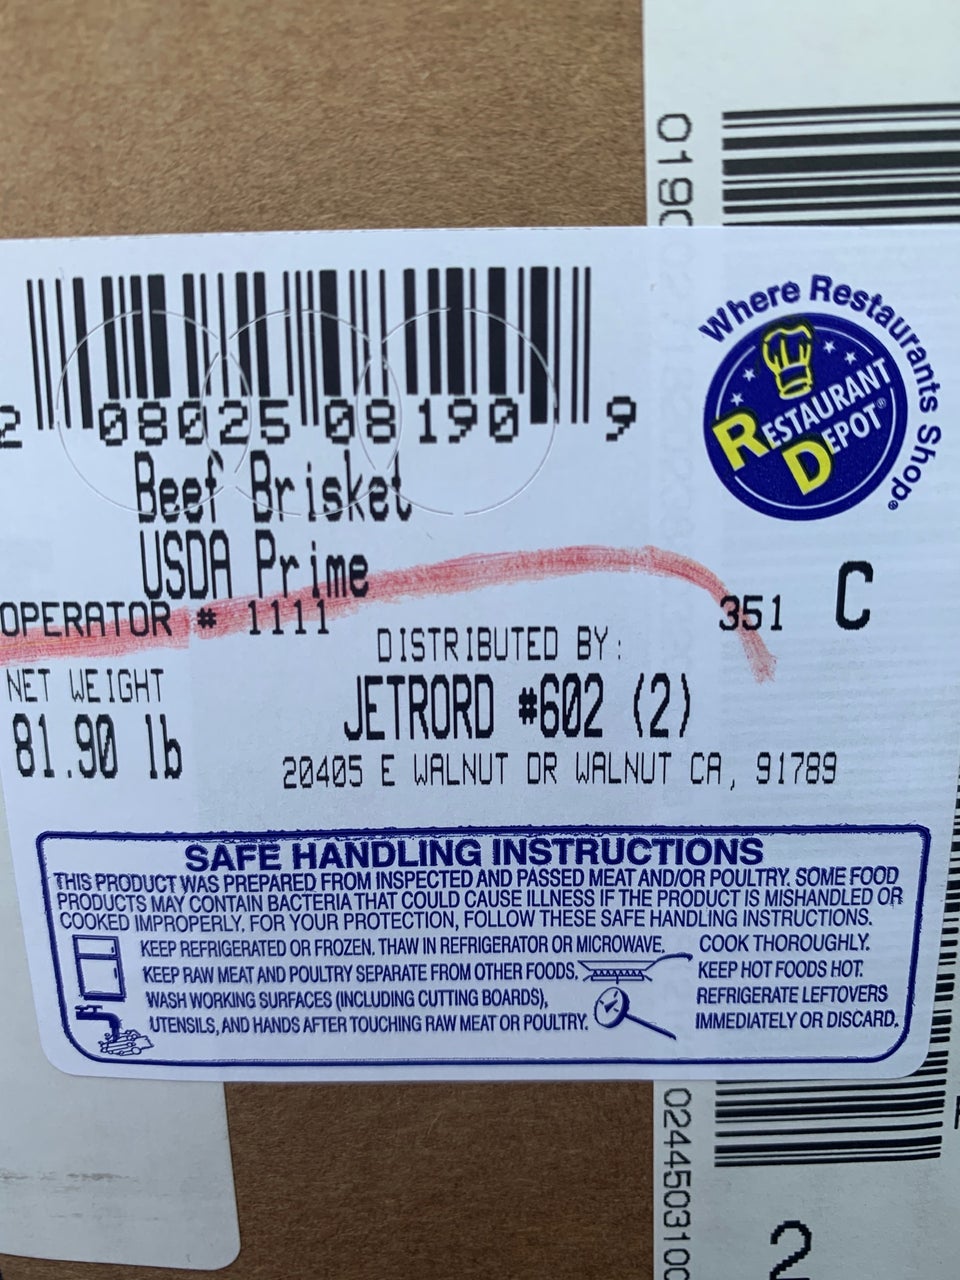 0190
2 08025 08190 9
Where Restaurants Shop®
RESTAURANT DEPOT®
Beef Brisket
USDA Prime
OPERATOR # 1111
351 C
DISTRIBUTED BY:
NET WEIGHT
JETRORD #602 (2)
81.90 lb
20405 E WALNUT DR WALNUT CA, 91789
SAFE HANDLING INSTRUCTIONS
THIS PRODUCT WAS PREPARED FROM INSPECTED AND PASSED MEAT AND/OR POULTRY. SOME FOOD
PRODUCTS MAY CONTAIN BACTERIA THAT COULD CAUSE ILLNESS IF THE PRODUCT IS MISHANDLED OR
COOKED IMPROPERLY. FOR YOUR PROTECTION, FOLLOW THESE SAFE HANDLING INSTRUCTIONS.
KEEP REFRIGERATED OR FROZEN. THAW IN REFRIGERATOR OR MICROWAVE.
KEEP RAW MEAT AND POULTRY SEPARATE FROM OTHER FOODS.
WASH WORKING SURFACES (INCLUDING CUTTING BOARDS),
UTENSILS, AND HANDS AFTER TOUCHING RAW MEAT OR POULTRY.
COOK THOROUGHLY.
KEEP HOT FOODS HOT.
REFRIGERATE LEFTOVERS
IMMEDIATELY OR DISCARD.
0244503100
2